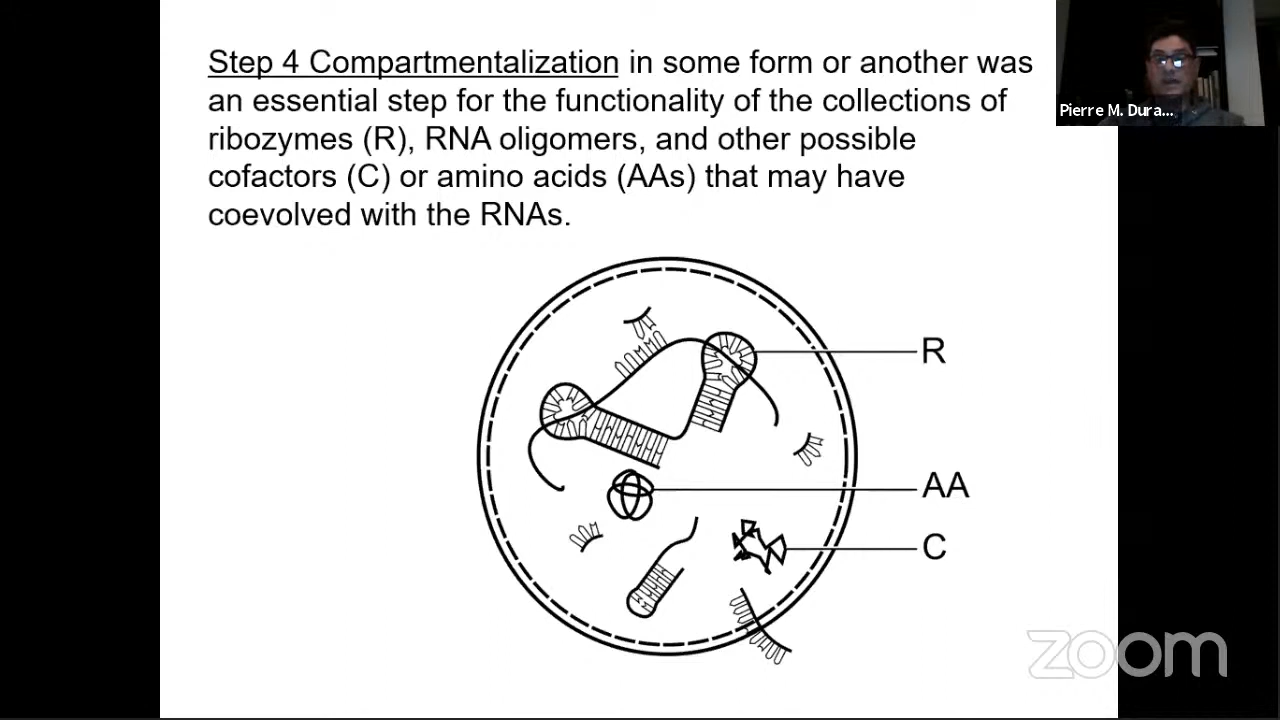 Step 4 Compartmentalization in some form or another was
an essential step for the functionality of the collections of
ribozymes (R), RNA oligomers, and other possible
cofactors (C) or amino acids (AAs) that may have
coevolved with the RNAs.
Pierre M. Dura...
R
AA
C
zoom